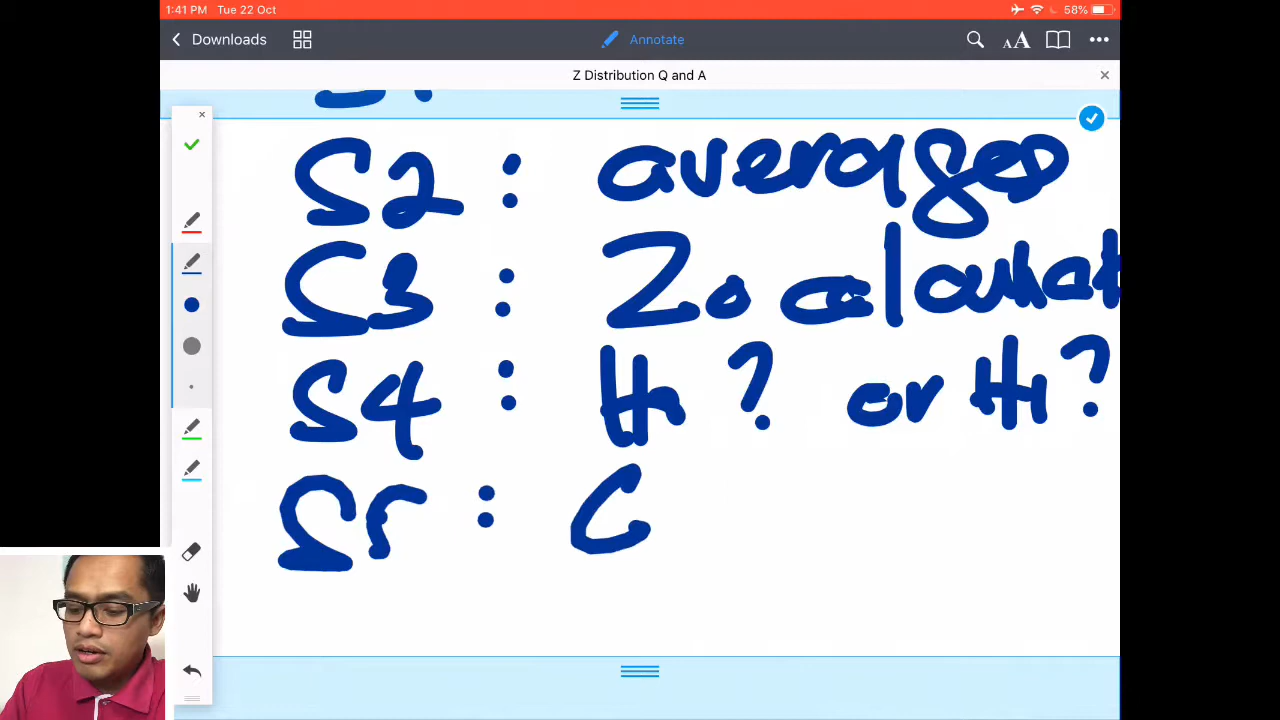 1:41 PM Tue 22 Oct 58%
Downloads Annotate AA
Z Distribution Q and A
S2 : averages
S3 : Zo calculat
S4 : Ho ? or H1 ?
S5 : C